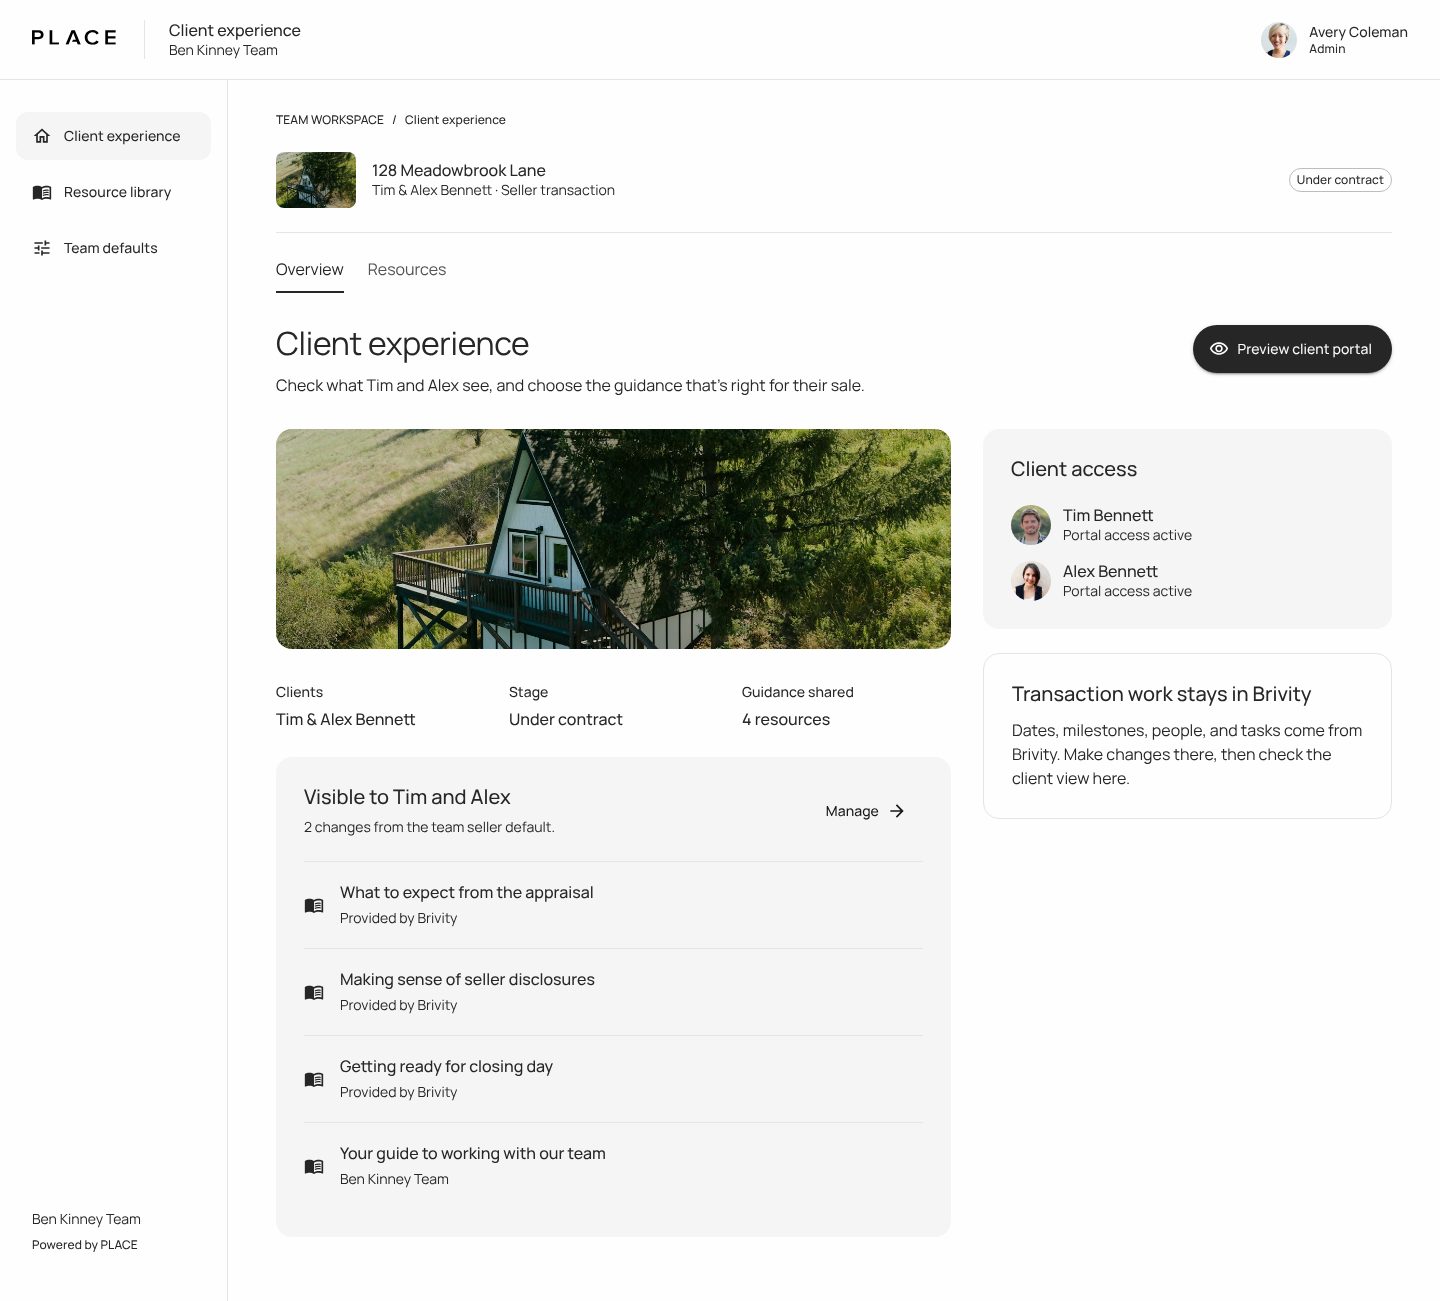 PLACE
Client experience
Ben Kinney Team
Avery Coleman
Admin
Client experience
Resource library
Team defaults
TEAM WORKSPACE / Client experience
128 Meadowbrook Lane
Tim & Alex Bennett · Seller transaction
Under contract
Overview
Resources
Client experience
Check what Tim and Alex see, and choose the guidance that's right for their sale.
Preview client portal
Clients
Tim & Alex Bennett
Stage
Under contract
Guidance shared
4 resources
Visible to Tim and Alex
2 changes from the team seller default.
Manage
What to expect from the appraisal
Provided by Brivity
Making sense of seller disclosures
Provided by Brivity
Getting ready for closing day
Provided by Brivity
Your guide to working with our team
Ben Kinney Team
Client access
Tim Bennett
Portal access active
Alex Bennett
Portal access active
Transaction work stays in Brivity
Dates, milestones, people, and tasks come from
Brivity. Make changes there, then check the
client view here.
Ben Kinney Team
Powered by PLACE